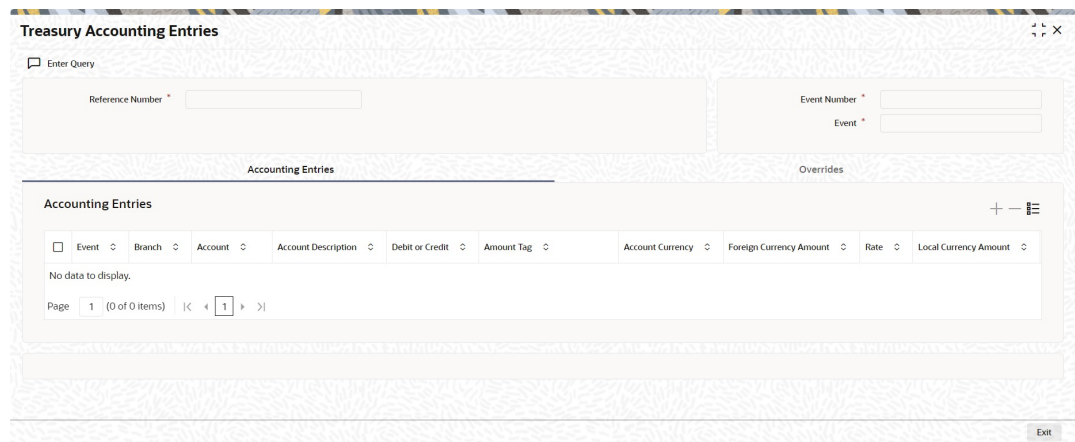 Treasury Accounting Entries
Enter Query
Reference Number *
Event Number *
Event *
Accounting Entries
Overrides
Accounting Entries
Event Branch Account Account Description Debit or Credit Amount Tag Account Currency Foreign Currency Amount Rate Local Currency Amount
No data to display.
Page 1 (0 of 0 items) 1
Exit